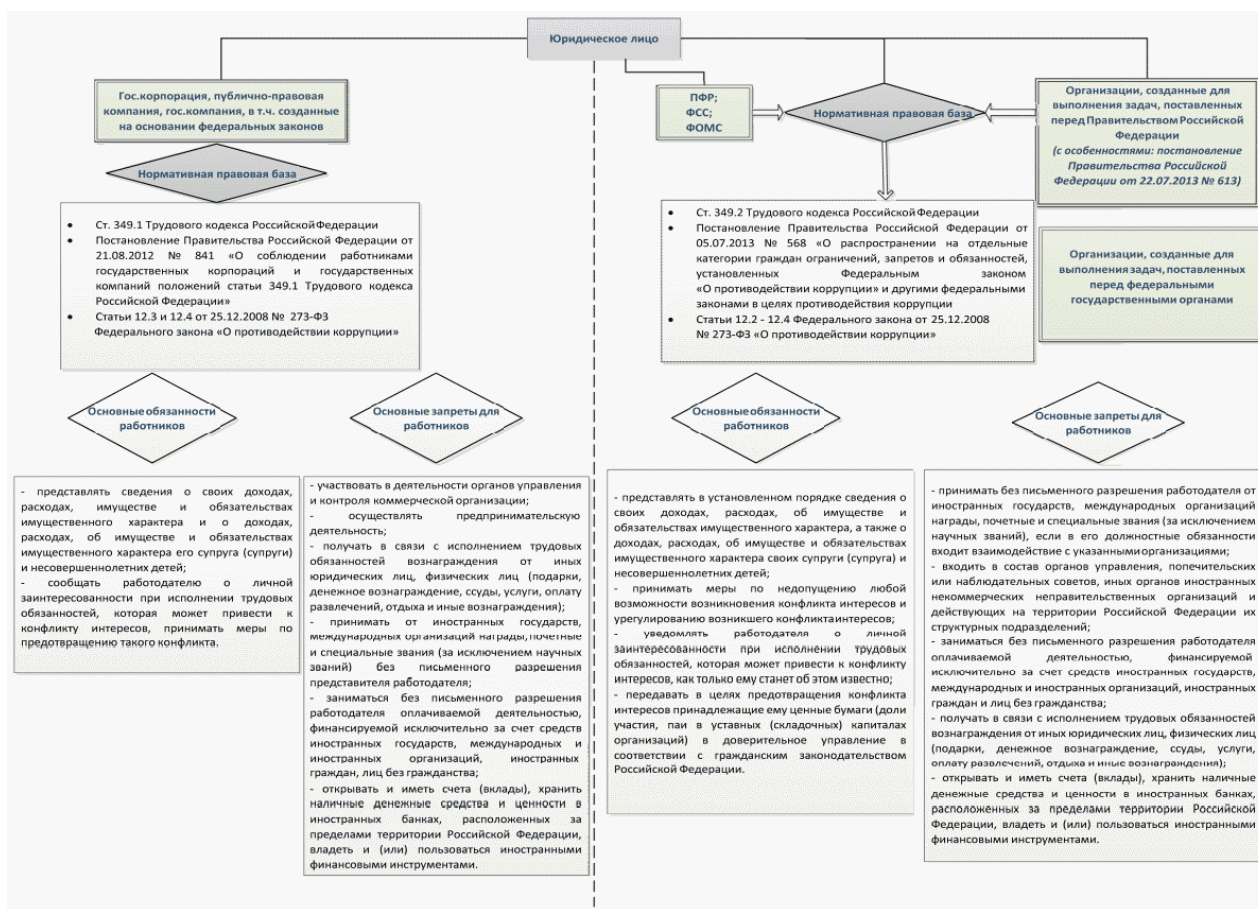 Юридическое лицо
Гос.корпорация, публично-правовая
компания, гос.компания, в т.ч. созданные
на основании федеральных законов
Нормативная правовая база
• Ст. 349.1 Трудового кодекса Российской Федерации
• Постановление Правительства Российской Федерации от
21.08.2012 № 841 «О соблюдении работниками
государственных корпораций и государственных
компаний положений статьи 349.1 Трудового кодекса
Российской Федерации»
• Статьи 12.3 и 12.4 от 25.12.2008 № 273-ФЗ
Федерального закона «О противодействии коррупции»
Основные обязанности
работников
Основные запреты для
работников
- представлять сведения о своих доходах,
расходах, имуществе и обязательствах
имущественного характера и о доходах,
расходах, об имуществе и обязательствах
имущественного характера его супруга (супруги)
и несовершеннолетних детей;
- сообщать работодателю о личной
заинтересованности при исполнении трудовых
обязанностей, которая может привести к
конфликту интересов, принимать меры по
предотвращению такого конфликта.
- участвовать в деятельности органов управления
и контроля коммерческой организации;
- осуществлять предпринимательскую
деятельность;
- получать в связи с исполнением трудовых
обязанностей вознаграждения от иных
юридических лиц, физических лиц (подарки,
денежное вознаграждение, ссуды, услуги, оплату
развлечений, отдыха и иные вознаграждения);
- принимать от иностранных государств,
международных организаций награды, почетные
и специальные звания (за исключением научных
званий) без письменного разрешения
представителя работодателя;
- заниматься без письменного разрешения
работодателя оплачиваемой деятельностью,
финансируемой исключительно за счет средств
иностранных государств, международных и
иностранных организаций, иностранных
граждан, лиц без гражданства;
- открывать и иметь счета (вклады), хранить
наличные денежные средства и ценности в
иностранных банках, расположенных за
пределами территории Российской Федерации,
владеть и (или) пользоваться иностранными
финансовыми инструментами.
ПФР;
ФСС;
ФОМС
Нормативная правовая база
Организации, созданные для
выполнения задач, поставленных
перед Правительством Российской
Федерации
(с особенностями: постановление
Правительства Российской
Федерации от 22.07.2013 № 613)
• Ст. 349.2 Трудового кодекса Российской Федерации
• Постановление Правительства Российской Федерации от
05.07.2013 № 568 «О распространении на отдельные
категории граждан ограничений, запретов и обязанностей,
установленных Федеральным законом
«О противодействии коррупции» и другими федеральными
законами в целях противодействия коррупции
• Статьи 12.2 - 12.4 Федерального закона от 25.12.2008
№ 273-ФЗ «О противодействии коррупции»
Организации, созданные для
выполнения задач, поставленных
перед федеральными
государственными органами
Основные обязанности
работников
Основные запреты для
работников
- представлять в установленном порядке сведения о
своих доходах, расходах, об имуществе и
обязательствах имущественного характера, а также о
доходах, расходах, об имуществе и обязательствах
имущественного характера своих супруги (супруга) и
несовершеннолетних детей;
- принимать меры по недопущению любой
возможности возникновения конфликта интересов и
урегулированию возникшего конфликта интересов;
- уведомлять работодателя о личной
заинтересованности при исполнении трудовых
обязанностей, которая может привести к конфликту
интересов, как только ему станет об этом известно;
- передавать в целях предотвращения конфликта
интересов принадлежащие ему ценные бумаги (доли
участия, паи в уставных (складочных) капиталах
организаций) в доверительное управление в
соответствии с гражданским законодательством
Российской Федерации.
- принимать без письменного разрешения работодателя от
иностранных государств, международных организаций
награды, почетные и специальные звания (за исключением
научных званий), если в его должностные обязанности
входит взаимодействие с указанными организациями;
- входить в состав органов управления, попечительских
или наблюдательных советов, иных органов иностранных
некоммерческих неправительственных организаций и
действующих на территории Российской Федерации их
структурных подразделений;
- заниматься без письменного разрешения работодателя
оплачиваемой деятельностью, финансируемой
исключительно за счет средств иностранных государств,
международных и иностранных организаций, иностранных
граждан и лиц без гражданства;
- получать в связи с исполнением трудовых обязанностей
вознаграждения от иных юридических лиц, физических лиц
(подарки, денежное вознаграждение, ссуды, услуги,
оплату развлечений, отдыха и иные вознаграждения);
- открывать и иметь счета (вклады), хранить наличные
денежные средства и ценности в иностранных банках,
расположенных за пределами территории Российской
Федерации, владеть и (или) пользоваться иностранными
финансовыми инструментами.